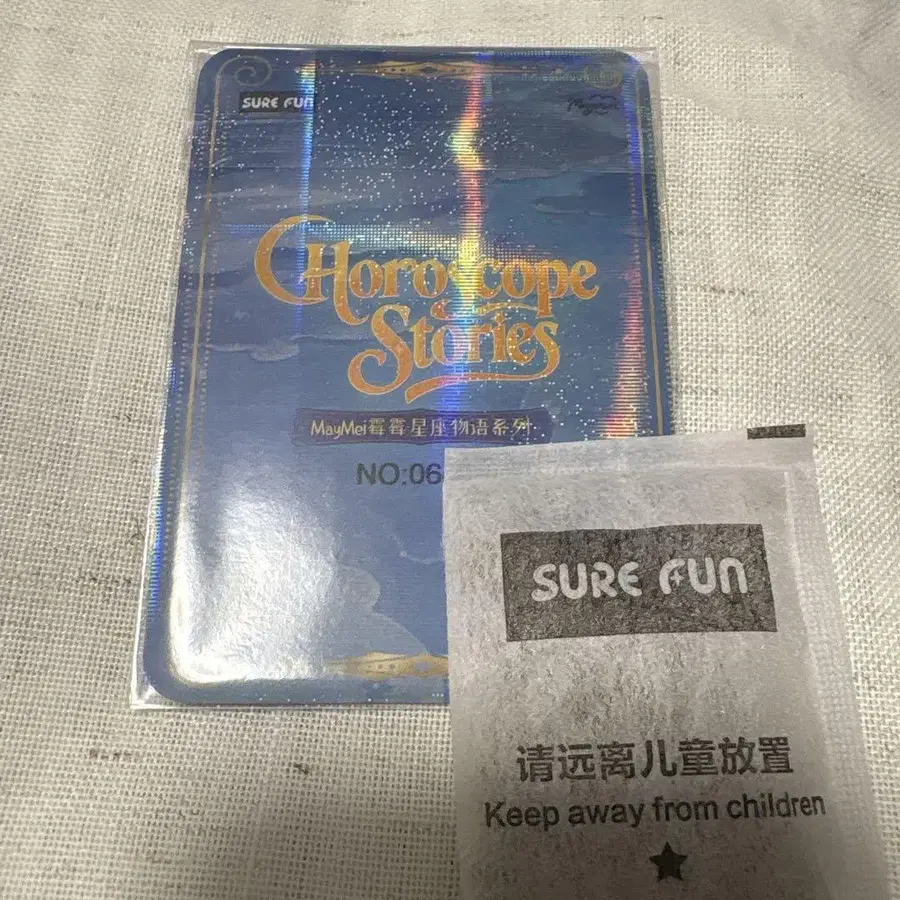 SURE FUN
Horoscope
Stories
MayMei霉霉星座物语系列
NO:06
SURE FUN
请远离儿童放置
Keep away from children